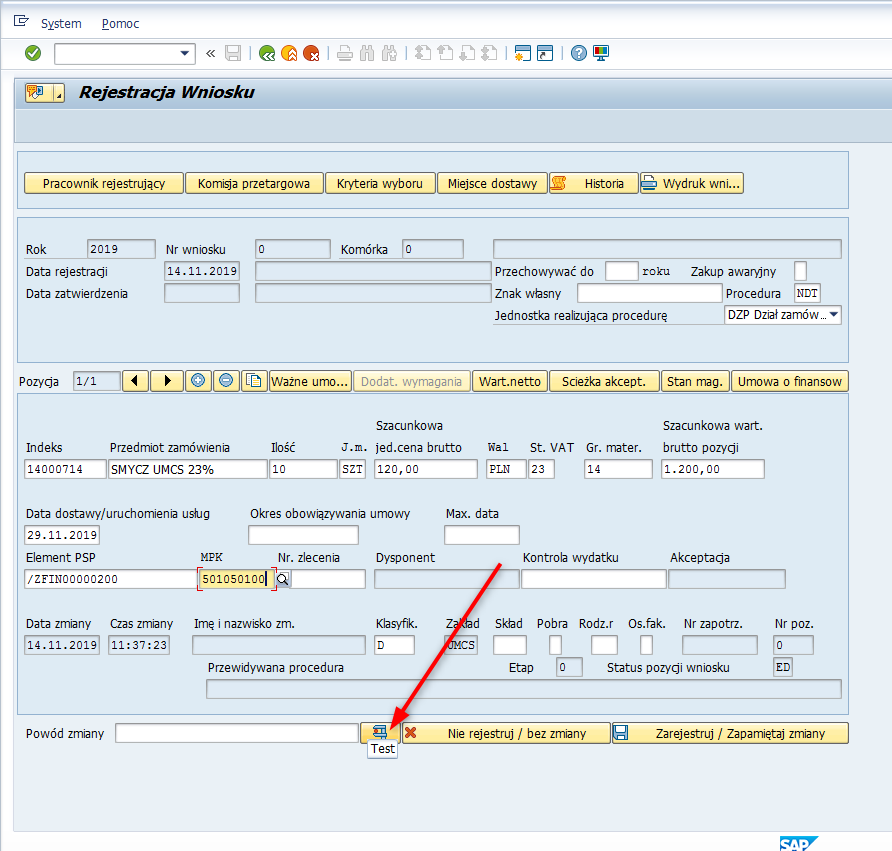 System Pomoc
Rejestracja Wniosku
Pracownik rejestrujący Komisja przetargowa Kryteria wyboru Miejsce dostawy Historia Wydruk wni...
Rok 2019 Nr wniosku 0 Komórka 0
Data rejestracji 14.11.2019 Przechowywać do roku Zakup awaryjny
Data zatwierdzenia Znak własny Procedura NDT
Jednostka realizująca procedurę DZP Dział zamów...
Pozycja 1/1 Ważne umo... Dodat. wymagania Wart.netto Scieżka akcept. Stan mag. Umowa o finansow
Szacunkowa Szacunkowa wart.
Indeks Przedmiot zamówienia Ilość J.m. jed.cena brutto Wal St. VAT Gr. mater. brutto pozycji
14000714 SMYCZ UMCS 23% 10 SZT 120,00 PLN 23 14 1.200,00
Data dostawy/uruchomienia usług Okres obowiązywania umowy Max. data
29.11.2019
Element PSP MPK Nr. zlecenia Dysponent Kontrola wydatku Akceptacja
/ZFIN00000200 501050100
Data zmiany Czas zmiany Imę i nazwisko zm. Klasyfik. Zakład Skład Pobra Rodz.r Os.fak. Nr zapotrz. Nr poz.
14.11.2019 11:37:23 D UMCS 0
Przewidywana procedura Etap 0 Status pozycji wniosku ED
Powód zmiany Nie rejestruj / bez zmiany Zarejestruj / Zapamiętaj zmiany
Test
SAP